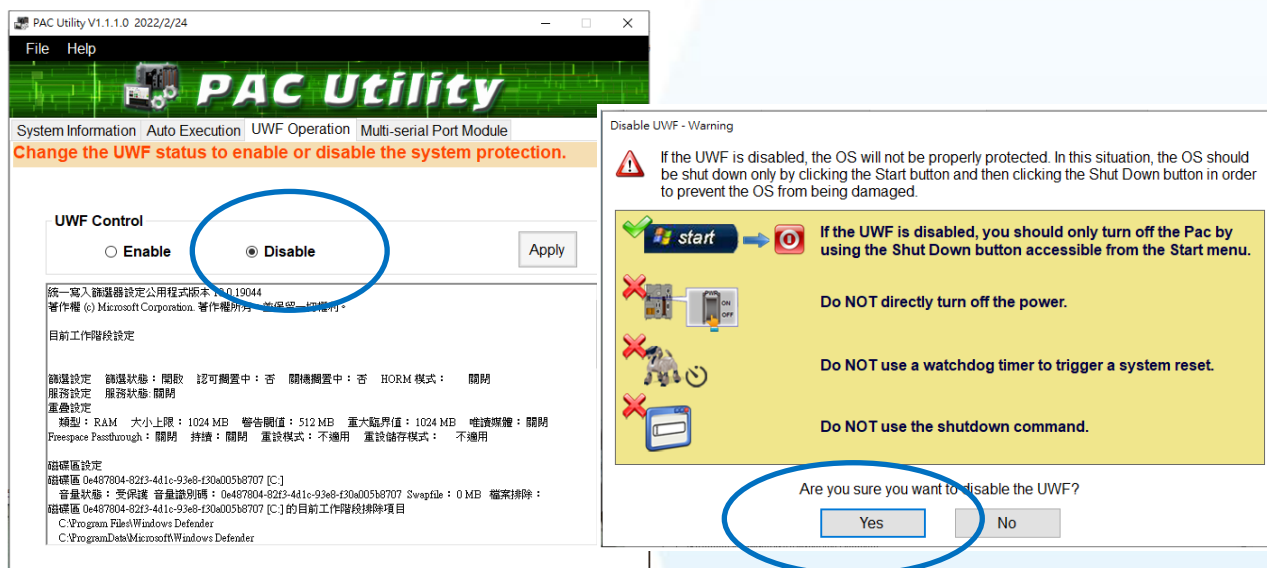 PAC Utility V1.1.1.0 2022/2/24
File Help
PAC Utility
System Information Auto Execution UWF Operation Multi-serial Port Module
Change the UWF status to enable or disable the system protection.
UWF Control
Enable Disable Apply
統一寫入篩選器設定公用程式版本 10.0.19044
著作權 (c) Microsoft Corporation. 著作權所有，並保留一切權利。
目前工作階段設定
篩選設定 篩選狀態：開啟 認可擱置中：否 關機擱置中：否 HORM 模式： 關閉
服務設定 服務狀態: 關閉
重疊設定
類型：RAM 大小上限：1024 MB 警告閾值：512 MB 重大臨界值：1024 MB 唯讀媒體：關閉
Freespace Passthrough：關閉 持續：關閉 重設模式：不適用 重設儲存模式： 不適用
磁碟區設定
磁碟區 0e487804-82f3-4d1c-93e8-f30a005b8707 [C:]
音量狀態：受保護 音量識別碼：0e487804-82f3-4d1c-93e8-f30a005b8707 Swapfile：0 MB 檔案排除：
磁碟區 0e487804-82f3-4d1c-93e8-f30a005b8707 [C:] 的目前工作階段排除項目
C:\Program Files\Windows Defender
C:\ProgramData\Microsoft\Windows Defender
Disable UWF - Warning
If the UWF is disabled, the OS will not be properly protected. In this situation, the OS should
be shut down only by clicking the Start button and then clicking the Shut Down button in order
to prevent the OS from being damaged.
start
If the UWF is disabled, you should only turn off the Pac by
using the Shut Down button accessible from the Start menu.
ON
OFF
Do NOT directly turn off the power.
Do NOT use a watchdog timer to trigger a system reset.
Do NOT use the shutdown command.
Are you sure you want to disable the UWF?
Yes No